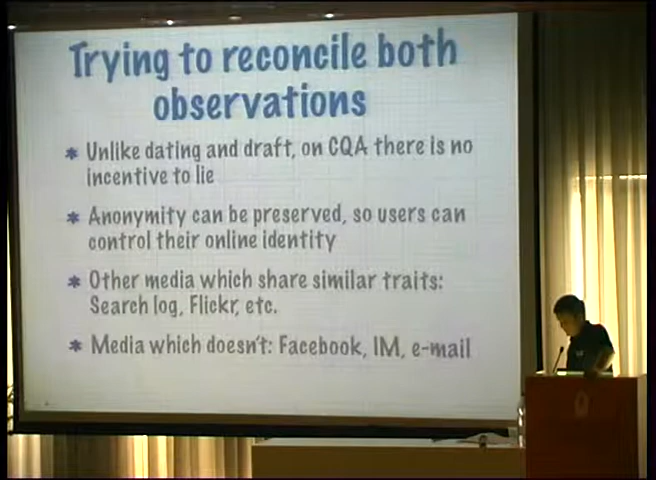 Trying to reconcile both
observations
* Unlike dating and draft, on CQA there is no
incentive to lie
* Anonymity can be preserved, so users can
control their online identity
* Other media which share similar traits:
Search log, Flickr, etc.
* Media which doesn't: Facebook, IM, e-mail